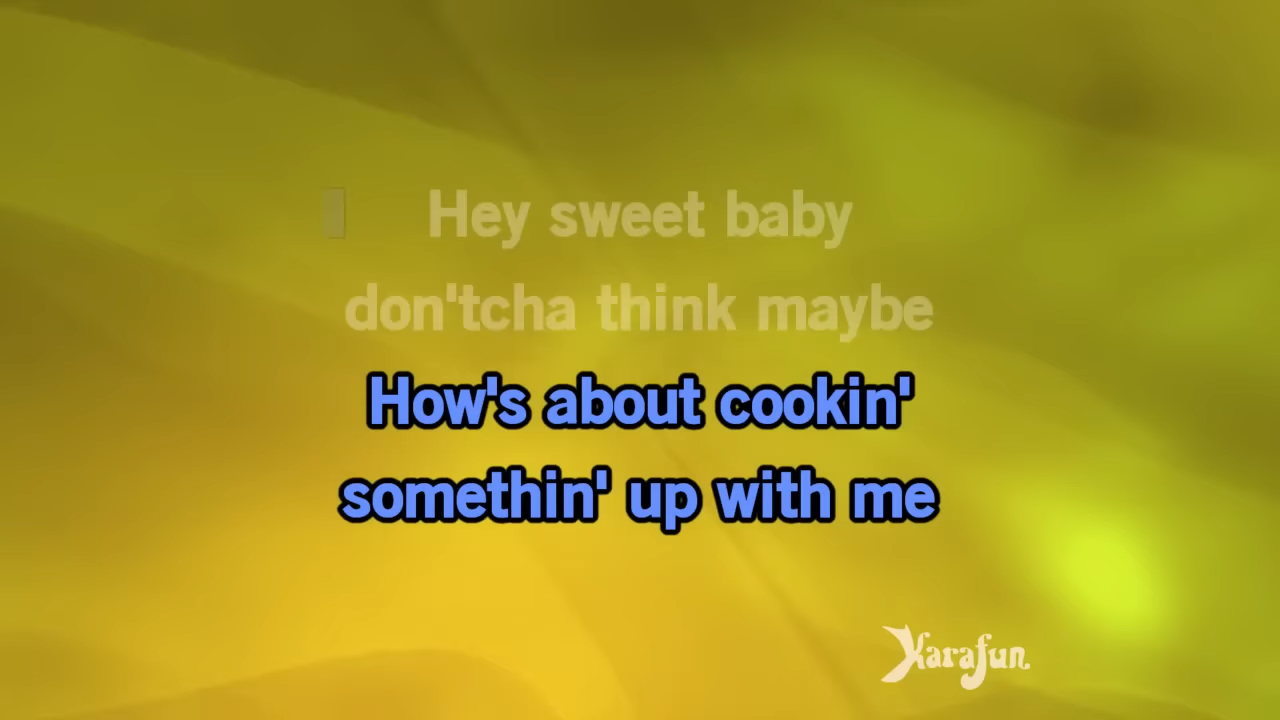 Hey sweet baby
don'tcha think maybe
How's about cookin'
somethin' up with me
Karafun